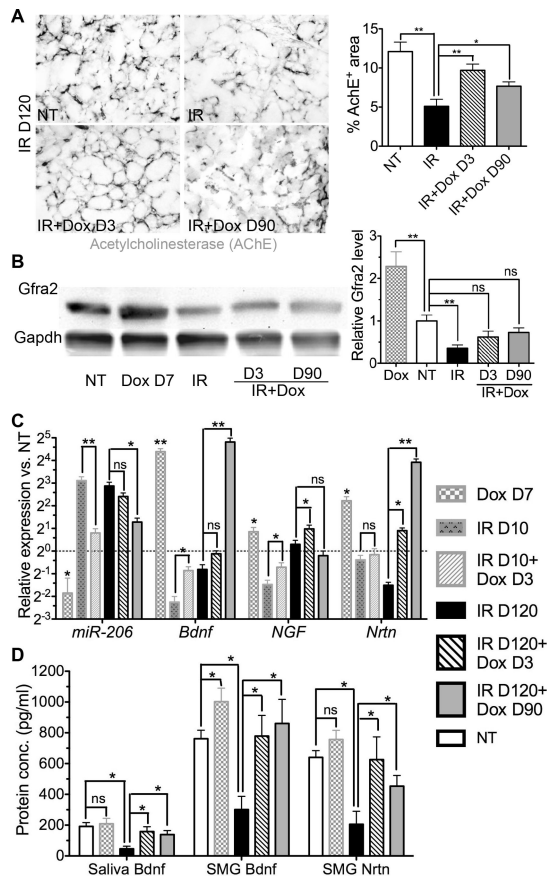 A
IR D120
NT
IR
IR+Dox D3
IR+Dox D90
Acetylcholinesterase (AChE)
% AchE+ area
15
10
5
0
**
**
*
NT
IR
IR+Dox D3
IR+Dox D90
B
Gfra2
Gapdh
NT
Dox D7
IR
D3
D90
IR+Dox
Relative Gfra2 level
3
2
1
0
**
**
ns
ns
Dox
NT
IR
D3
D90
IR+Dox
C
Relative expression vs. NT
2^5
2^4
2^3
2^2
2^1
2^0
2^-1
2^-2
2^-3
*
**
ns
*
**
*
ns
**
*
*
*
ns
*
ns
*
**
miR-206
Bdnf
NGF
Nrtn
Dox D7
IR D10
IR D10+
Dox D3
IR D120
IR D120+
Dox D3
IR D120+
Dox D90
NT
D
Protein conc. (pg/ml)
1200
1000
800
600
400
200
0
ns
*
*
*
*
*
*
*
ns
*
*
*
Saliva Bdnf
SMG Bdnf
SMG Nrtn